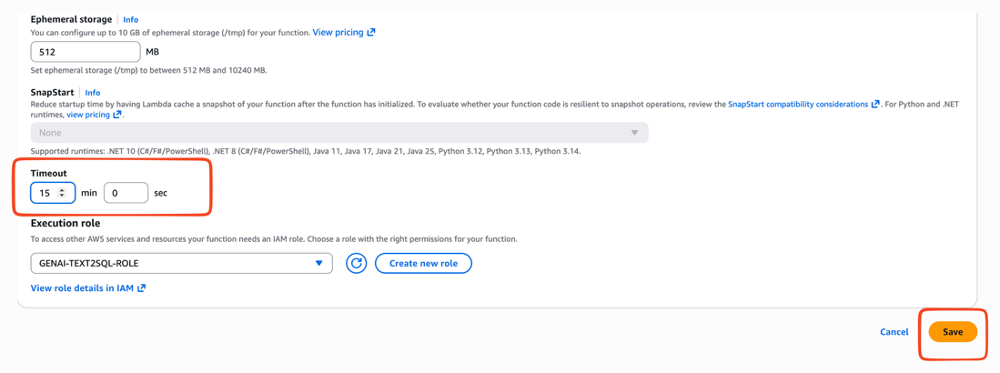 Ephemeral storage Info
You can configure up to 10 GB of ephemeral storage (/tmp) for your function. View pricing
512 MB
Set ephemeral storage (/tmp) to between 512 MB and 10240 MB.
SnapStart Info
Reduce startup time by having Lambda cache a snapshot of your function after the function has initialized. To evaluate whether your function code is resilient to snapshot operations, review the SnapStart compatibility considerations. For Python and .NET
runtimes, view pricing.
None
Supported runtimes: .NET 10 (C#/F#/PowerShell), .NET 8 (C#/F#/PowerShell), Java 11, Java 17, Java 21, Java 25, Python 3.12, Python 3.13, Python 3.14.
Timeout
15 min 0 sec
Execution role
To access other AWS services and resources your function needs an IAM role. Choose a role with the right permissions for your function.
GENAI-TEXT2SQL-ROLE Create new role
View role details in IAM
Cancel Save